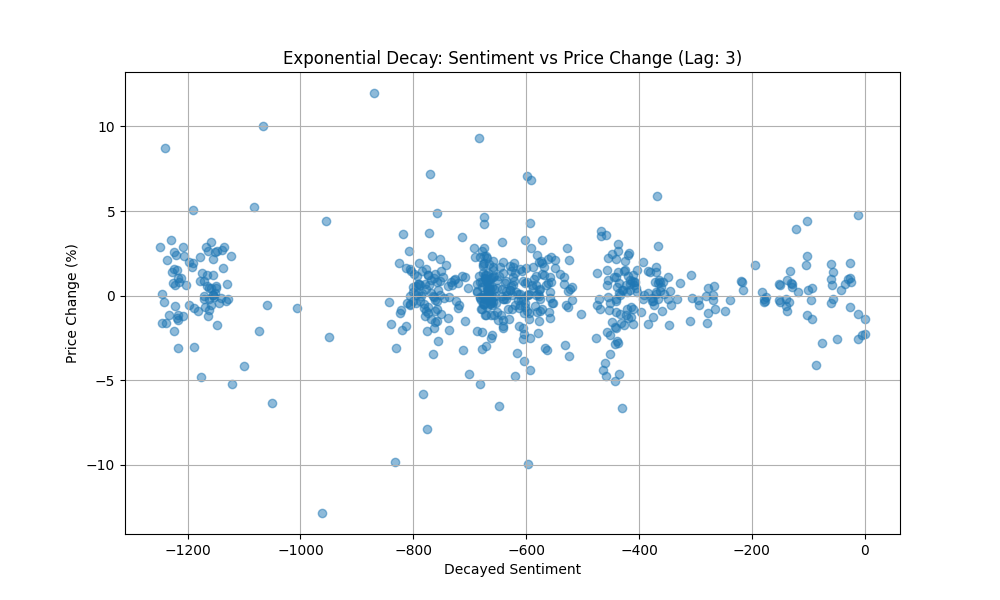 Exponential Decay: Sentiment vs Price Change (Lag: 3)
Price Change (%)
10
5
0
−5
−10
−1200 −1000 −800 −600 −400 −200 0
Decayed Sentiment